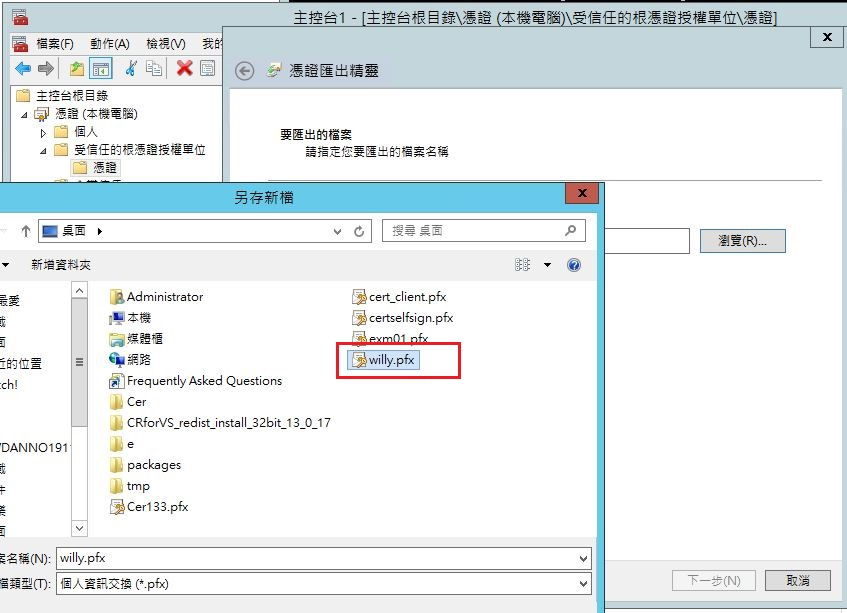 主控台1 - [主控台根目錄\憑證 (本機電腦)\受信任的根憑證授權單位\憑證]
檔案(F) 動作(A) 檢視(V) 我的
x
主控台根目錄
憑證 (本機電腦)
個人
受信任的根憑證授權單位
憑證
憑證匯出精靈
要匯出的檔案
請指定您要匯出的檔案名稱
瀏覽(R)...
下一步(N)
取消
另存新檔
x
桌面
搜尋 桌面
新增資料夾
最愛
近的位置
tch!
/DANNO191
Administrator
本機
媒體櫃
網路
Frequently Asked Questions
Cer
CRforVS_redist_install_32bit_13_0_17
e
packages
tmp
Cer133.pfx
cert_client.pfx
certselfsign.pfx
exm01.pfx
willy.pfx
案名稱(N): willy.pfx
檔類型(T): 個人資訊交換 (*.pfx)